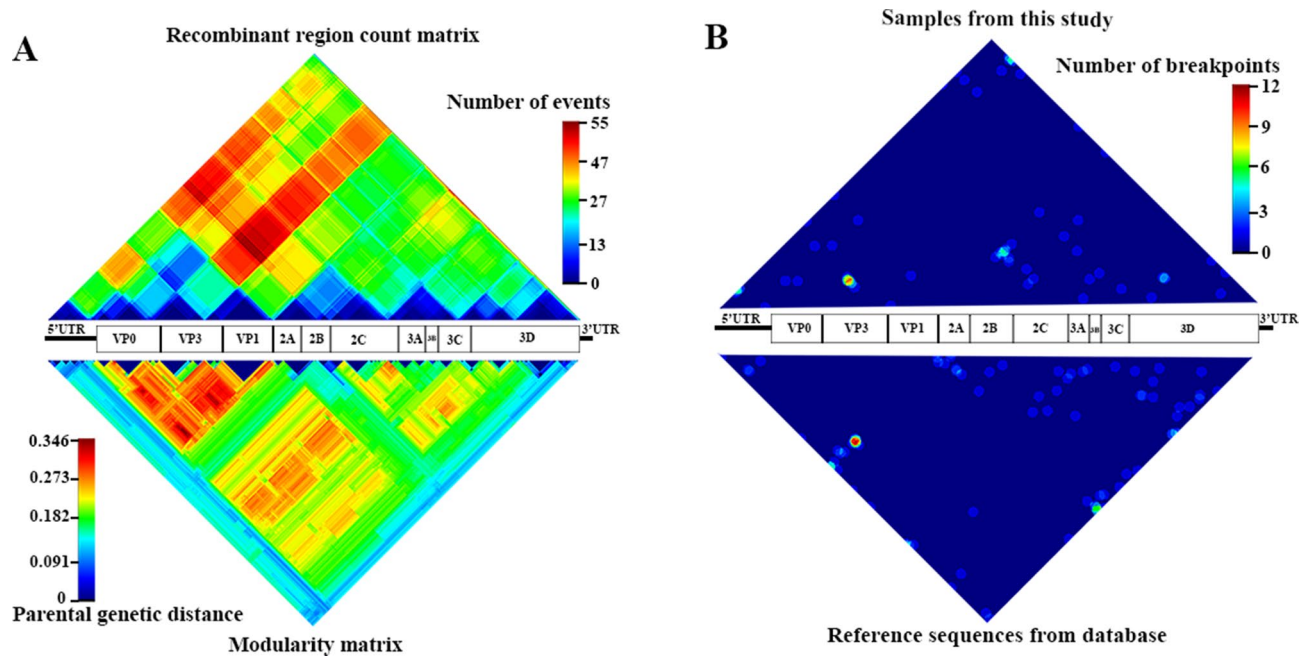 A
Recombinant region count matrix
Number of events
55
47
27
13
0
5'UTR
VP0
VP3
VP1
2A
2B
2C
3A
3B
3C
3D
3'UTR
0.346
0.273
0.182
0.091
0
Parental genetic distance
Modularity matrix
B
Samples from this study
Number of breakpoints
12
9
6
3
0
5'UTR
VP0
VP3
VP1
2A
2B
2C
3A
3B
3C
3D
3'UTR
Reference sequences from database